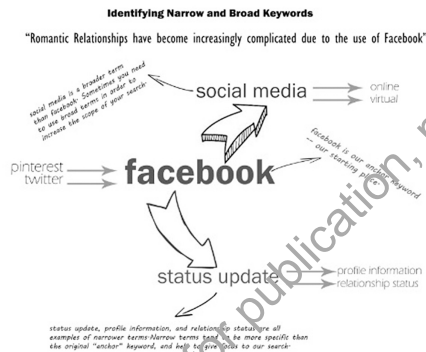 Identifying Narrow and Broad Keywords
"Romantic Relationships have become increasingly complicated due to the use of Facebook"
social media is a broader term
than facebook. Sometimes you need
to use broad terms in order to
increase the scope of your search.
social media
online
virtual
facebook is our anchor keyword
-- our starting place.
pinterest
twitter
facebook
status update
profile information
relationship status
status update, profile information, and relationship status are all
examples of narrower terms.Narrow terms tend to be more specific than
the original "anchor" keyword, and help to give focus to our search.
publication,